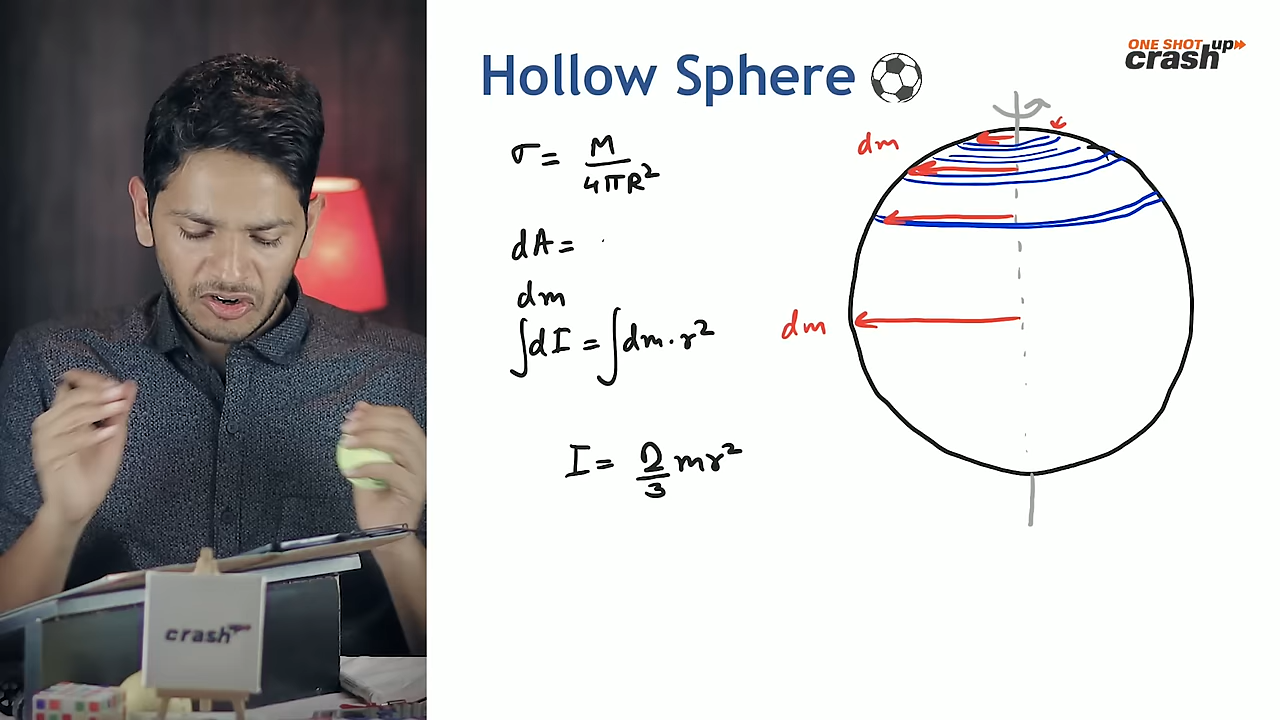 Hollow Sphere
ONE SHOT
crash up
σ = M / 4πR²
dA =
dm
∫dI = ∫dm·r²
I = 2/3 mr²
dm
dm
crash